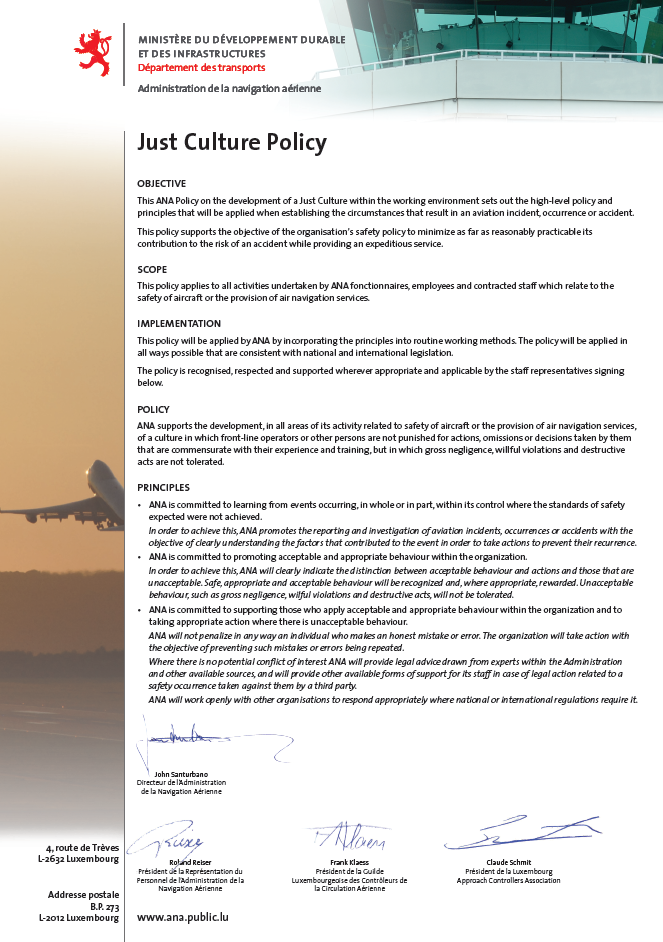 MINISTÈRE DU DÉVELOPPEMENT DURABLE
ET DES INFRASTRUCTURES
Département des transports
Administration de la navigation aérienne
Just Culture Policy
OBJECTIVE
This ANA Policy on the development of a Just Culture within the working environment sets out the high-level policy and
principles that will be applied when establishing the circumstances that result in an aviation incident, occurrence or accident.
This policy supports the objective of the organisation's safety policy to minimize as far as reasonably practicable its
contribution to the risk of an accident while providing an expeditious service.
SCOPE
This policy applies to all activities undertaken by ANA fonctionnaires, employees and contracted staff which relate to the
safety of aircraft or the provision of air navigation services.
IMPLEMENTATION
This policy will be applied by ANA by incorporating the principles into routine working methods. The policy will be applied in
all ways possible that are consistent with national and international legislation.
The policy is recognised, respected and supported wherever appropriate and applicable by the staff representatives signing
below.
POLICY
ANA supports the development, in all areas of its activity related to safety of aircraft or the provision of air navigation services,
of a culture in which front-line operators or other persons are not punished for actions, omissions or decisions taken by them
that are commensurate with their experience and training, but in which gross negligence, willful violations and destructive
acts are not tolerated.
PRINCIPLES
• ANA is committed to learning from events occurring, in whole or in part, within its control where the standards of safety
expected were not achieved.
In order to achieve this, ANA promotes the reporting and investigation of aviation incidents, occurrences or accidents with the
objective of clearly understanding the factors that contributed to the event in order to take actions to prevent their recurrence.
• ANA is committed to promoting acceptable and appropriate behaviour within the organization.
In order to achieve this, ANA will clearly indicate the distinction between acceptable behaviour and actions and those that are
unacceptable. Safe, appropriate and acceptable behaviour will be recognized and, where appropriate, rewarded. Unacceptable
behaviour, such as gross negligence, wilful violations and destructive acts, will not be tolerated.
• ANA is committed to supporting those who apply acceptable and appropriate behaviour within the organization and to
taking appropriate action where there is unacceptable behaviour.
ANA will not penalize in any way an individual who makes an honest mistake or error. The organization will take action with
the objective of preventing such mistakes or errors being repeated.
Where there is no potential conflict of interest ANA will provide legal advice drawn from experts within the Administration
and other available sources, and will provide other available forms of support for its staff in case of legal action related to a
safety occurrence taken against them by a third party.
ANA will work openly with other organisations to respond appropriately where national or international regulations require it.
John Santurbano
Directeur de l'Administration
de la Navigation Aérienne
Roland Reiser
Président de la Représentation du
Personnel de l'Administration de la
Navigation Aérienne
Frank Klaess
Président de la Guilde
Luxembourgeoise des Contrôleurs de
la Circulation Aérienne
Claude Schmit
Président de la Luxembourg
Approach Controllers Association
4, route de Trèves
L-2632 Luxembourg
Addresse postale
B.P. 273
L-2012 Luxembourg
www.ana.public.lu